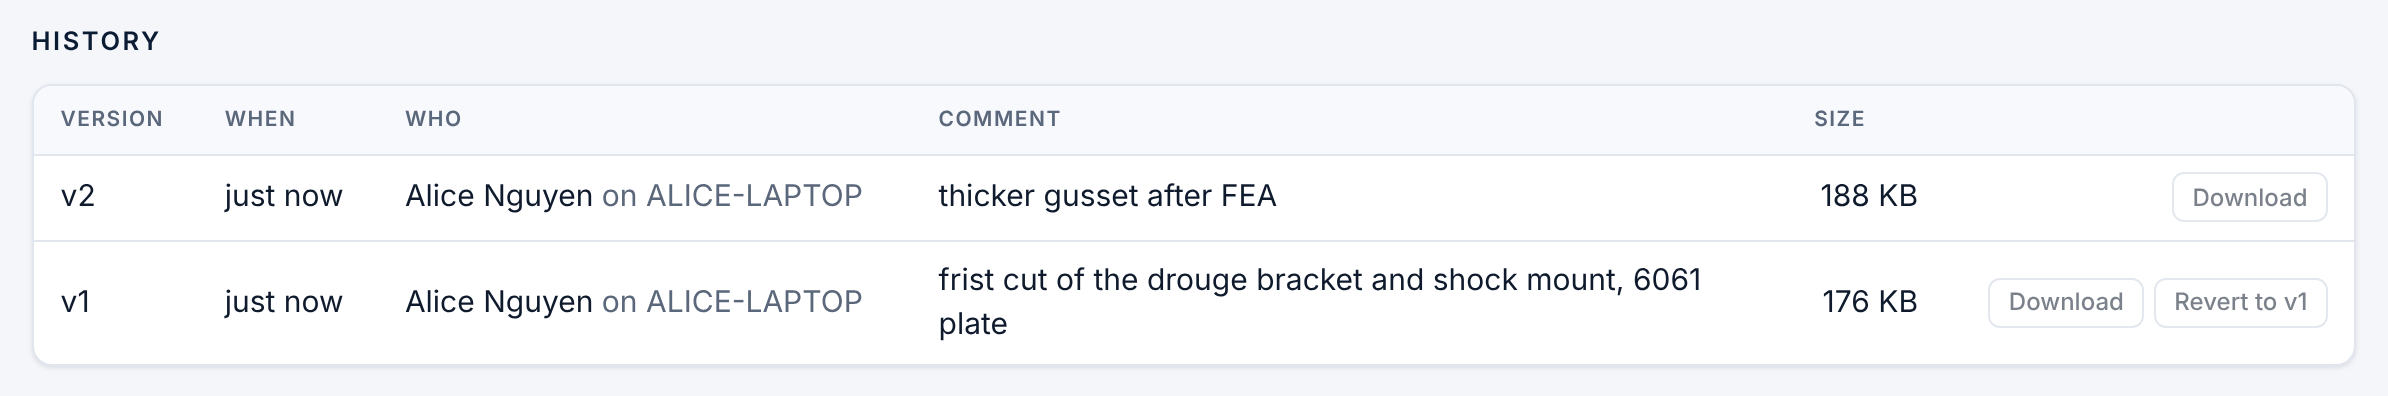 HISTORY
VERSION WHEN WHO COMMENT SIZE
v2 just now Alice Nguyen on ALICE-LAPTOP thicker gusset after FEA 188 KB Download
v1 just now Alice Nguyen on ALICE-LAPTOP frist cut of the drouge bracket and shock mount, 6061 176 KB Download Revert to v1
plate